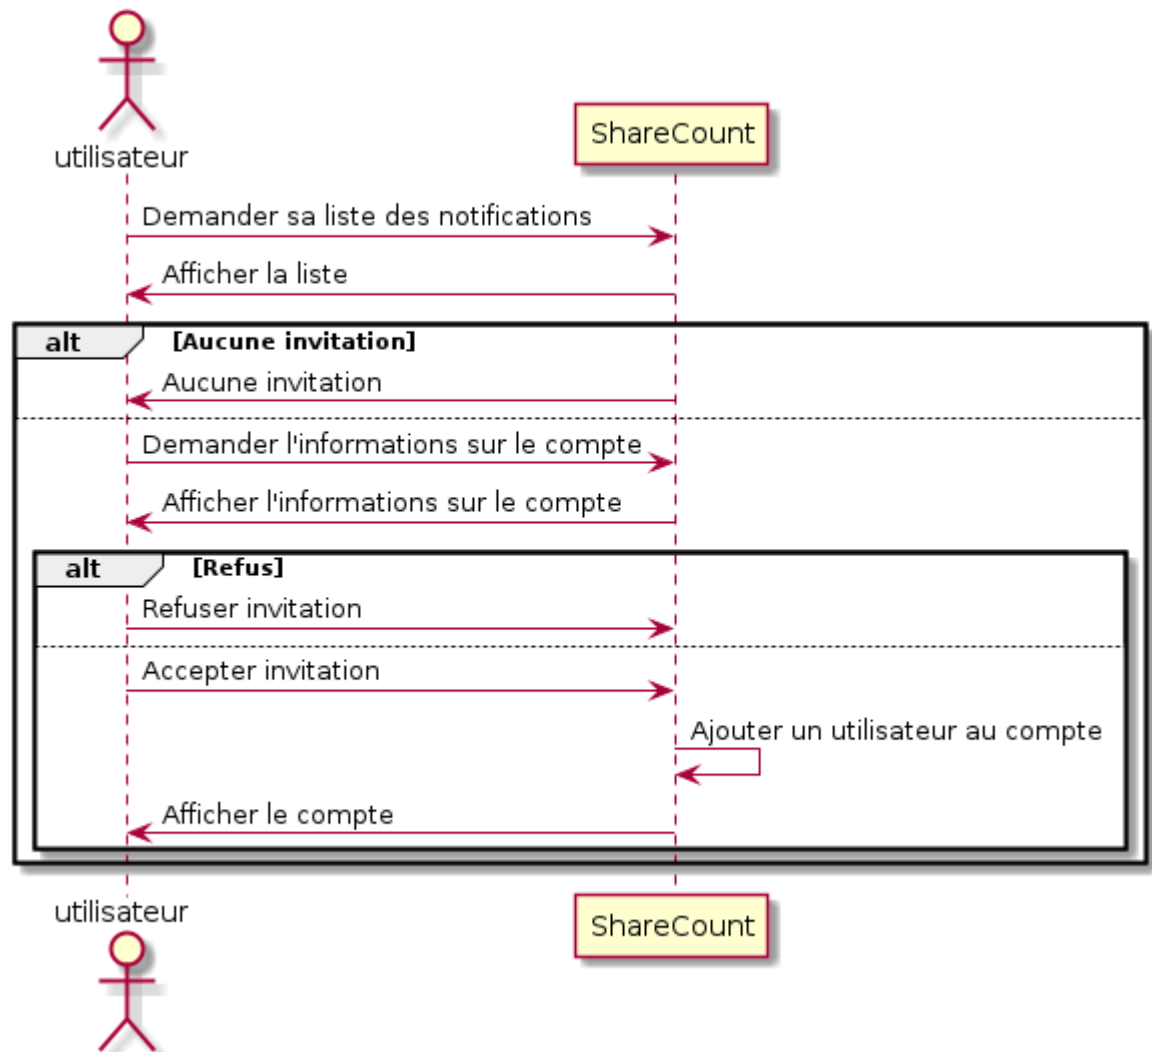 utilisateur
ShareCount
Demander sa liste des notifications
Afficher la liste
alt
[Aucune invitation]
Aucune invitation
Demander l'informations sur le compte
Afficher l'informations sur le compte
alt
[Refus]
Refuser invitation
Accepter invitation
Ajouter un utilisateur au compte
Afficher le compte
utilisateur
ShareCount